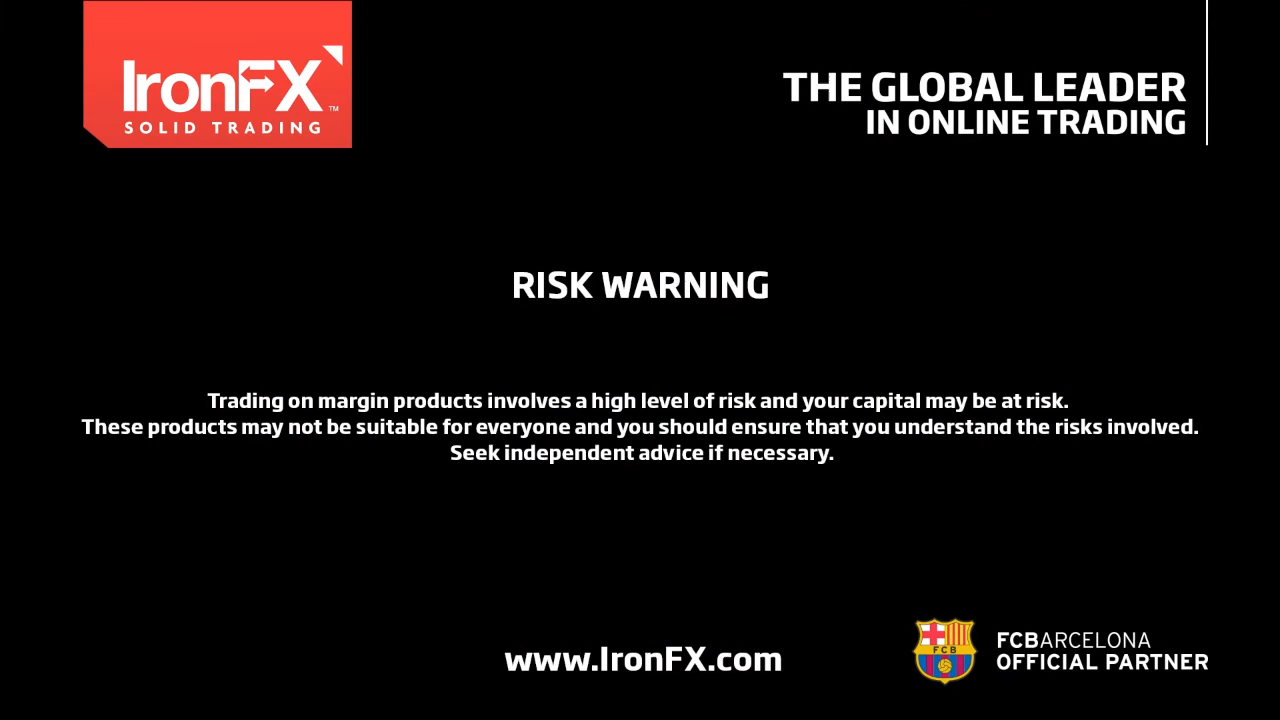 IronFX™
SOLID TRADING
THE GLOBAL LEADER
IN ONLINE TRADING
RISK WARNING
Trading on margin products involves a high level of risk and your capital may be at risk.
These products may not be suitable for everyone and you should ensure that you understand the risks involved.
Seek independent advice if necessary.
www.IronFX.com
FCB
FCBARCELONA
OFFICIAL PARTNER